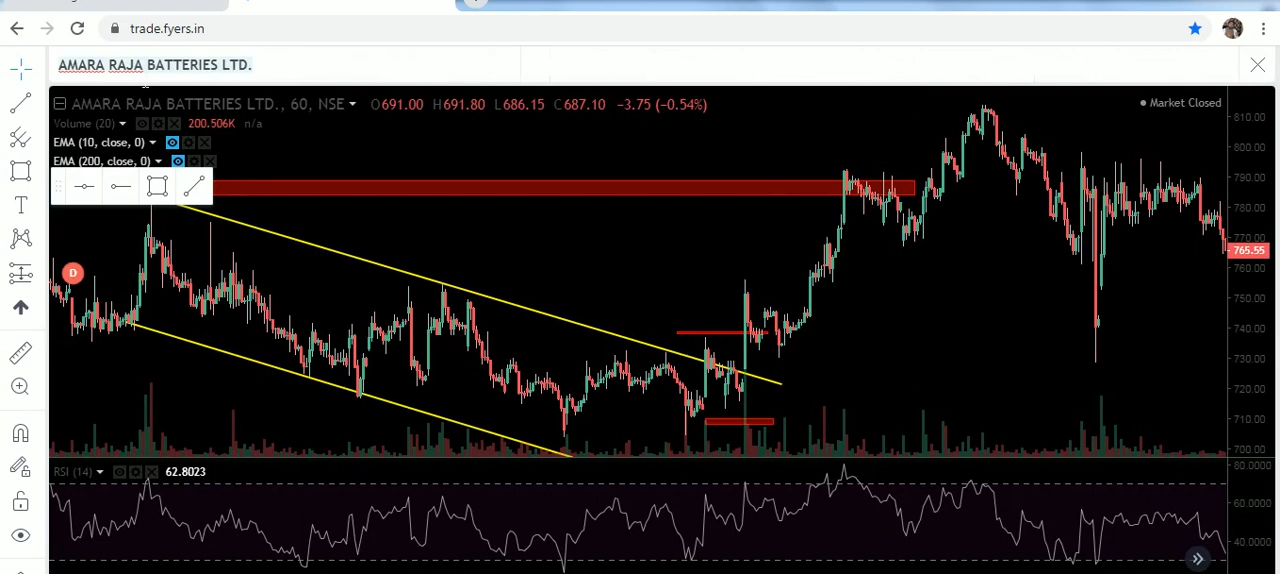 trade.fyers.in
AMARA RAJA BATTERIES LTD.
AMARA RAJA BATTERIES LTD., 60, NSE O691.00 H691.80 L686.15 C687.10 -3.75 (-0.54%) Market Closed
Volume (20) 200.506K n/a
EMA (10, close, 0)
EMA (200, close, 0)
D
T
810.00
800.00
790.00
780.00
770.00
765.55
760.00
750.00
740.00
730.00
720.00
710.00
700.00
RSI (14) 62.8023
80.0000
60.0000
40.0000